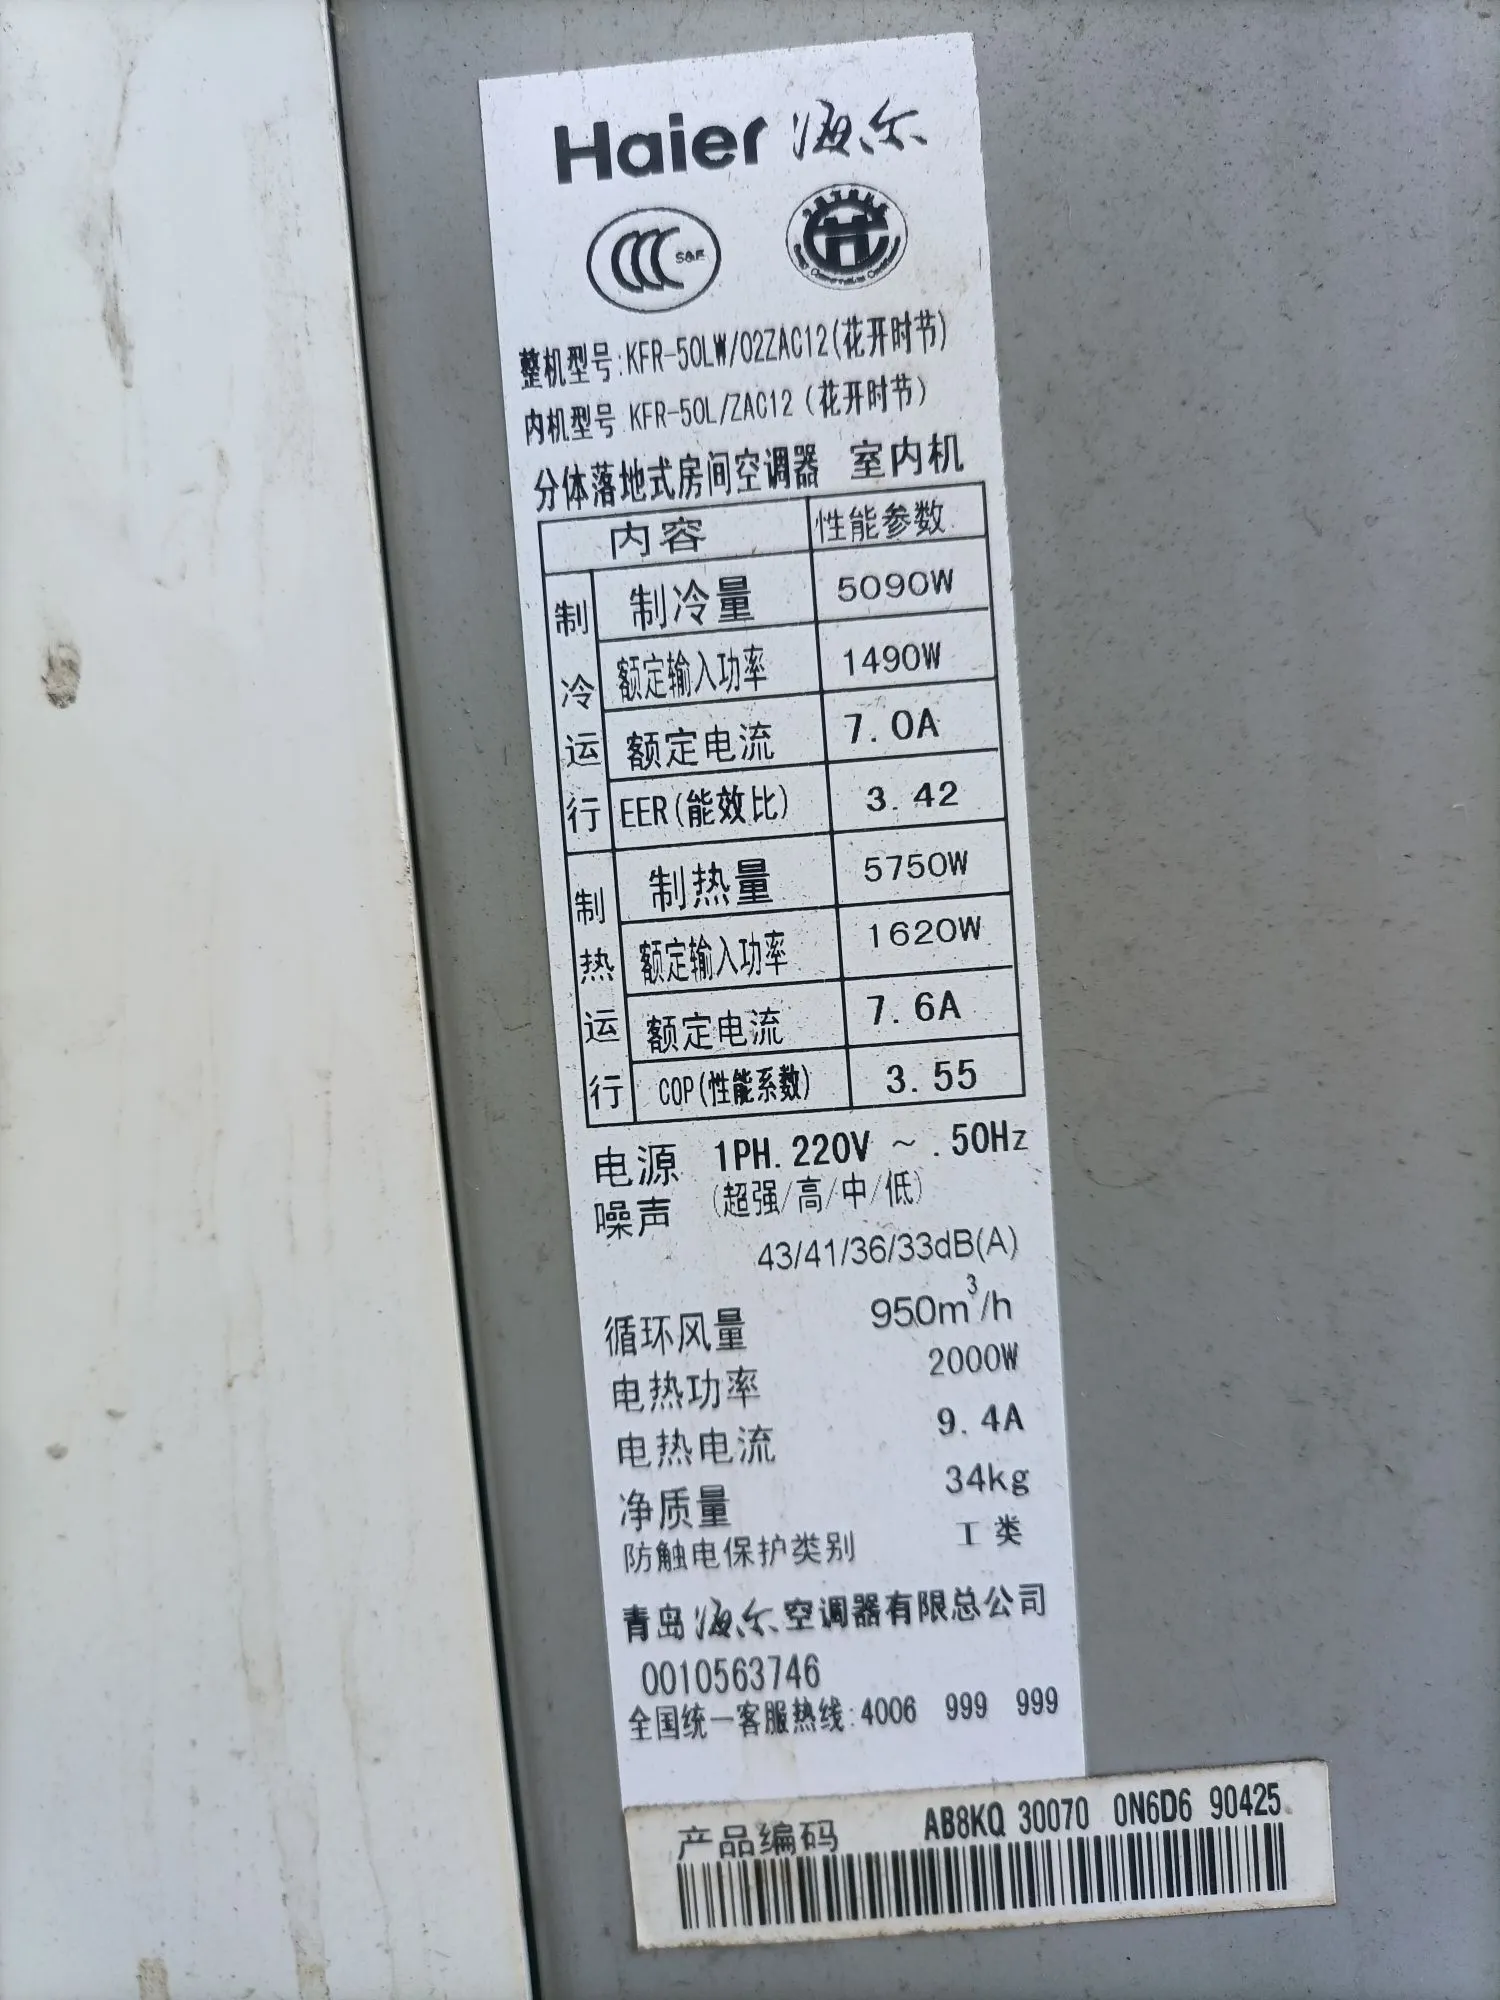 Haier 海尔
S&E
整机型号:KFR-50LW/02ZAC12(花开时节)
内机型号 KFR-50L/ZAC12 (花开时节)
分体落地式房间空调器 室内机
内容 性能参数
制冷运行
制冷量 5090W
额定输入功率 1490W
额定电流 7.0A
EER(能效比) 3.42
制热运行
制热量 5750W
额定输入功率 1620W
额定电流 7.6A
COP(性能系数) 3.55
电源 1PH.220V ~ .50Hz
噪声 (超强/高/中/低)
43/41/36/33dB(A)
循环风量 950m³/h
电热功率 2000W
电热电流 9.4A
净质量 34kg
防触电保护类别 I 类
青岛海尔空调器有限总公司
0010563746
全国统一客服热线:4006 999 999
产品编码 AB8KQ 30070 0N6D6 90425